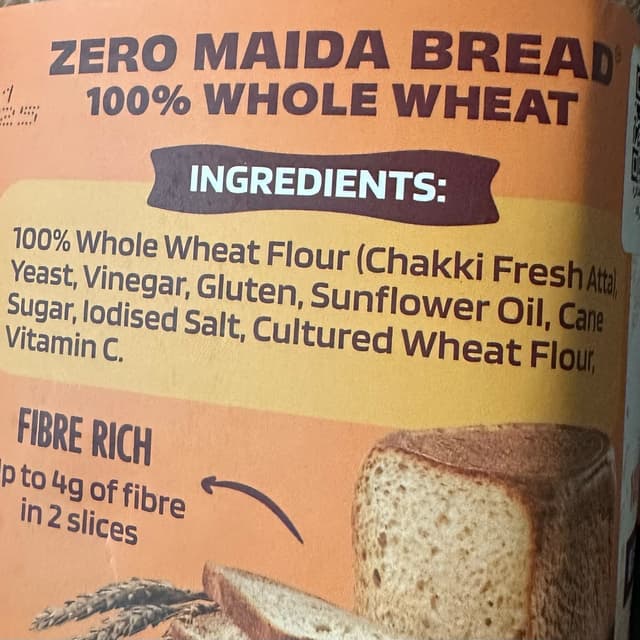 ZERO MAIDA BREAD
100% WHOLE WHEAT
INGREDIENTS:
100% Whole Wheat Flour (Chakki Fresh Atta),
Yeast, Vinegar, Gluten, Sunflower Oil, Cane
Sugar, Iodised Salt, Cultured Wheat Flour,
Vitamin C.
FIBRE RICH
p to 4g of fibre
in 2 slices